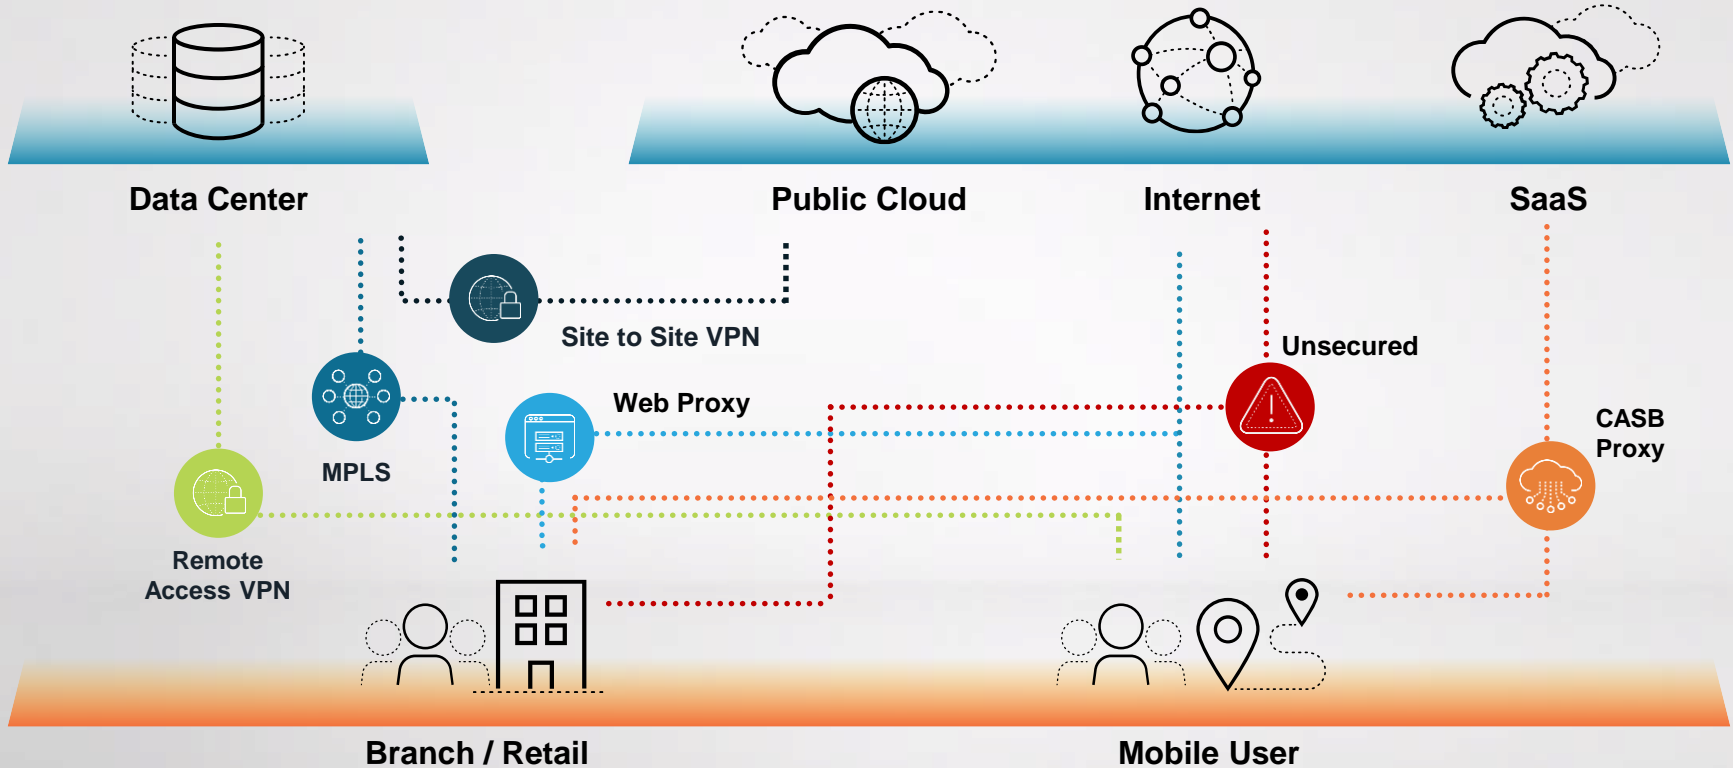 Data Center
Public Cloud
Internet
SaaS
Site to Site VPN
Unsecured
Web Proxy
CASB
Proxy
MPLS
Remote
Access VPN
Branch / Retail
Mobile User